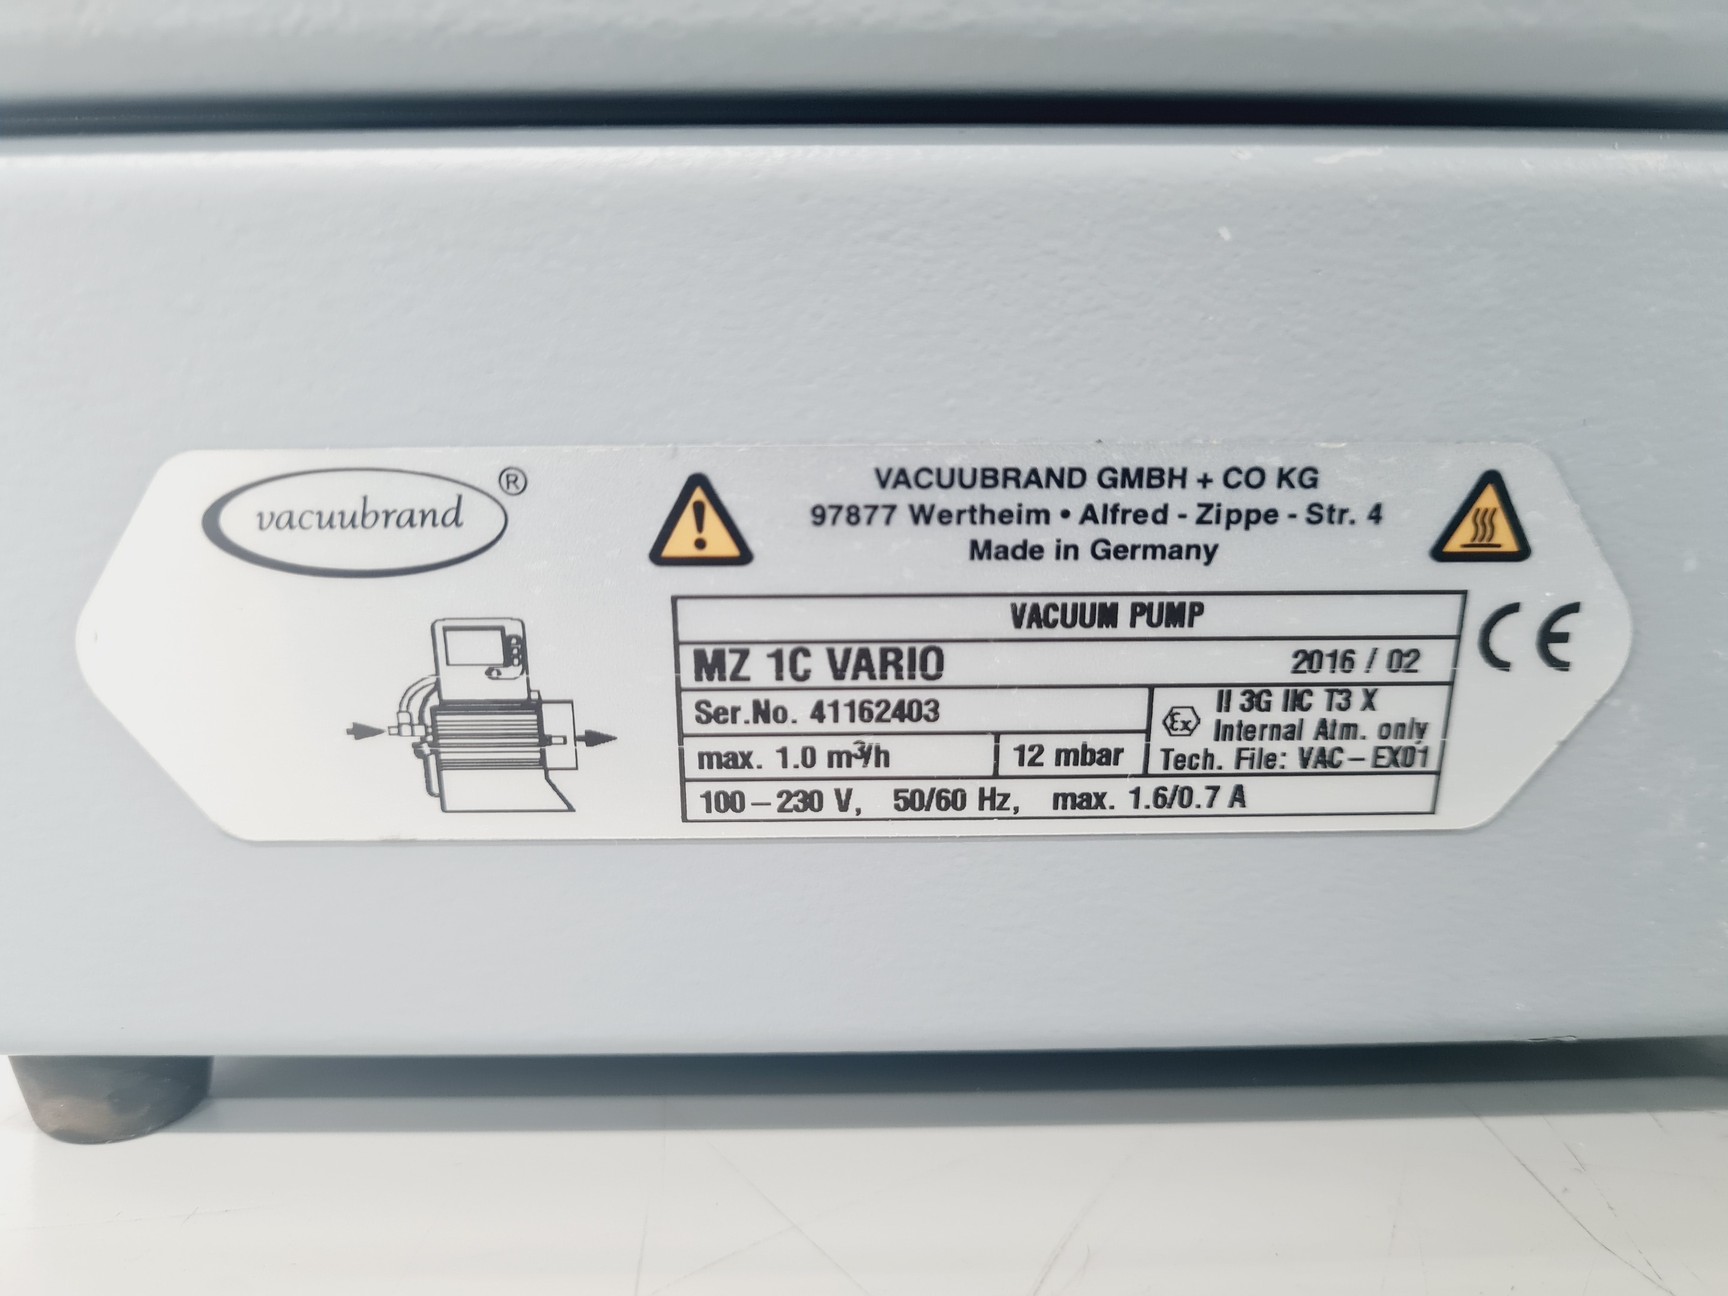 vacuubrand ®
VACUUBRAND GMBH + CO KG
97877 Wertheim • Alfred - Zippe - Str. 4
Made in Germany
VACUUM PUMP
MZ 1C VARIO 2016 / 02
CE
Ser.No. 41162403
Ex II 3G IIC T3 X
Internal Atm. only
Tech. File: VAC-EX01
max. 1.0 m³/h 12 mbar
100-230 V, 50/60 Hz, max. 1.6/0.7 A